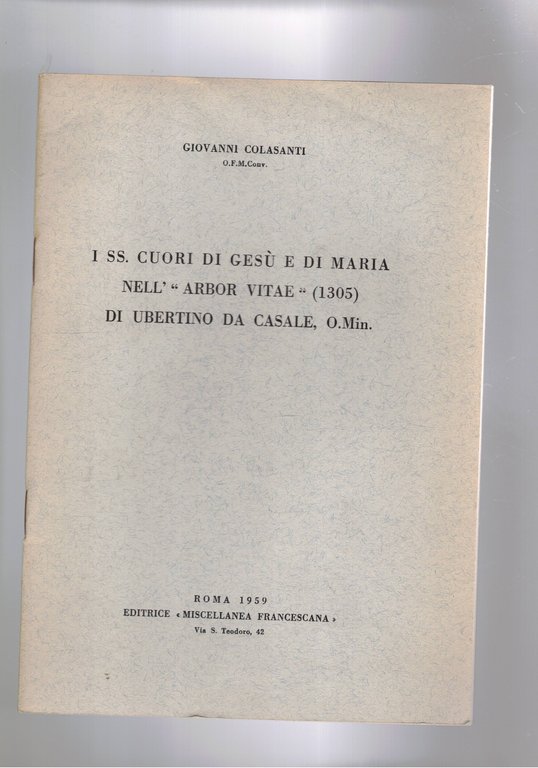 GIOVANNI COLASANTI
O.F.M.Conv.
I SS. CUORI DI GESÙ E DI MARIA
NELL' “ ARBOR VITAE ” (1305)
DI UBERTINO DA CASALE, O.Min.
ROMA 1959
EDITRICE «MISCELLANEA FRANCESCANA»
Via S. Teodoro, 42